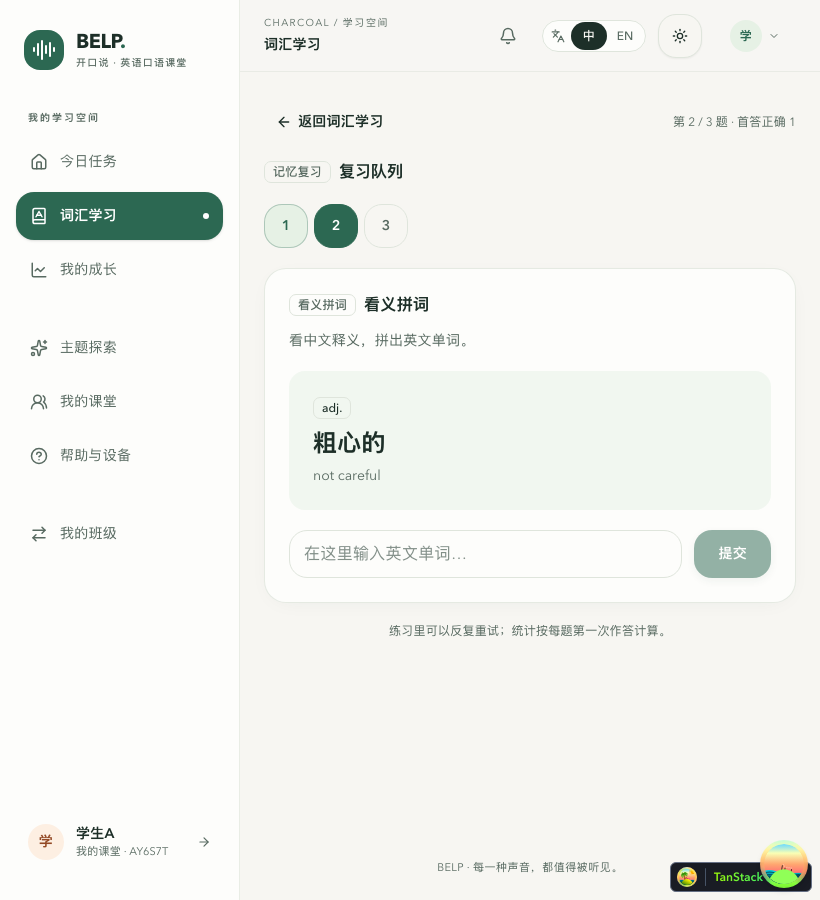 BELP.
开口说 · 英语口语课堂
我的学习空间
今日任务
词汇学习
我的成长
主题探索
我的课堂
帮助与设备
我的班级
学
学生A
我的课堂 · AY6S7T
CHARCOAL / 学习空间
词汇学习
中
EN
学
返回词汇学习
第 2 / 3 题 · 首答正确 1
记忆复习
复习队列
1
2
3
看义拼词
看义拼词
看中文释义，拼出英文单词。
adj.
粗心的
not careful
在这里输入英文单词…
提交
练习里可以反复重试；统计按每题第一次作答计算。
BELP · 每一种声音，都值得被听见。
TanStack